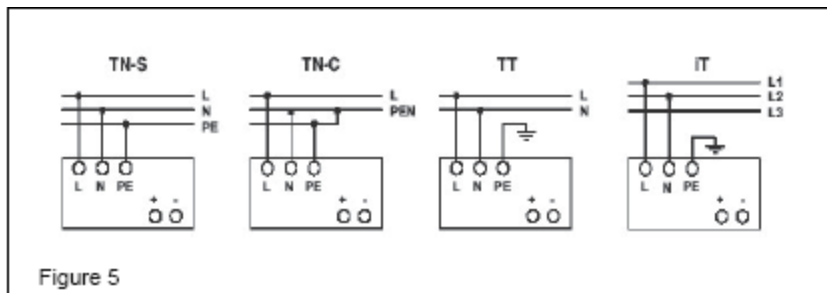 TN-S TN-C TT iT
L L L L1
N PEN N L2
PE L3
L N PE L N PE L N PE L N PE
+ - + - + - + -
Figure 5